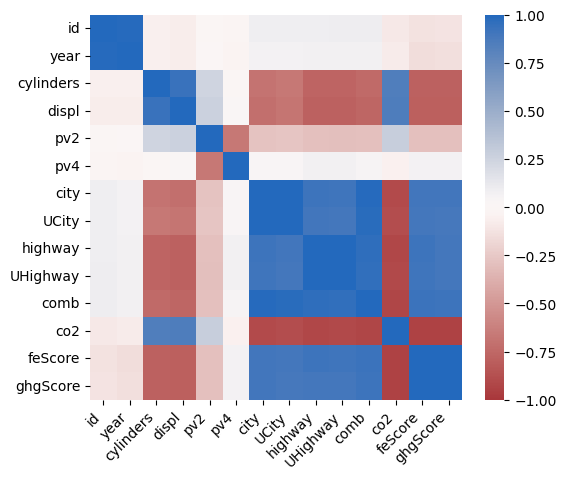 id
year
cylinders
displ
pv2
pv4
city
UCity
highway
UHighway
comb
co2
feScore
ghgScore
id
year
cylinders
displ
pv2
pv4
city
UCity
highway
UHighway
comb
co2
feScore
ghgScore
1.00
0.75
0.50
0.25
0.00
−0.25
−0.50
−0.75
−1.00